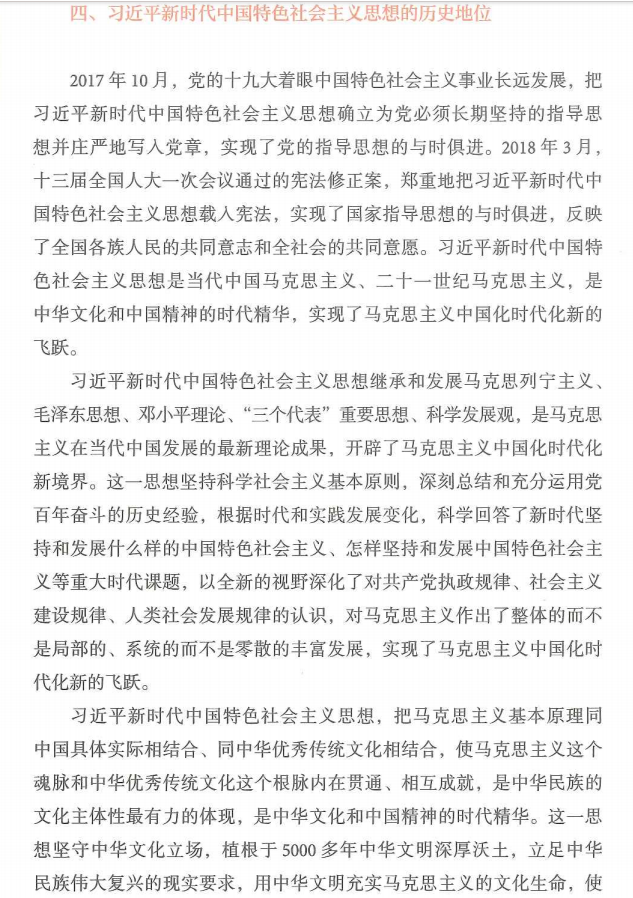 四、习近平新时代中国特色社会主义思想的历史地位
2017 年 10 月，党的十九大着眼中国特色社会主义事业长远发展，把
习近平新时代中国特色社会主义思想确立为党必须长期坚持的指导思
想并庄严地写入党章，实现了党的指导思想的与时俱进。2018 年 3 月，
十三届全国人大一次会议通过的宪法修正案，郑重地把习近平新时代中
国特色社会主义思想载入宪法，实现了国家指导思想的与时俱进，反映
了全国各族人民的共同意志和全社会的共同意愿。习近平新时代中国特
色社会主义思想是当代中国马克思主义、二十一世纪马克思主义，是
中华文化和中国精神的时代精华，实现了马克思主义中国化时代化新的
飞跃。
习近平新时代中国特色社会主义思想继承和发展马克思列宁主义、
毛泽东思想、邓小平理论、“三个代表”重要思想、科学发展观，是马克思
主义在当代中国发展的最新理论成果，开辟了马克思主义中国化时代化
新境界。这一思想坚持科学社会主义基本原则，深刻总结和充分运用党
百年奋斗的历史经验，根据时代和实践发展变化，科学回答了新时代坚
持和发展什么样的中国特色社会主义、怎样坚持和发展中国特色社会主
义等重大时代课题，以全新的视野深化了对共产党执政规律、社会主义
建设规律、人类社会发展规律的认识，对马克思主义作出了整体的而不
是局部的、系统的而不是零散的丰富发展，实现了马克思主义中国化时
代化新的飞跃。
习近平新时代中国特色社会主义思想，把马克思主义基本原理同
中国具体实际相结合、同中华优秀传统文化相结合，使马克思主义这个
魂脉和中华优秀传统文化这个根脉内在贯通、相互成就，是中华民族的
文化主体性最有力的体现，是中华文化和中国精神的时代精华。这一思
想坚守中华文化立场，植根于 5000 多年中华文明深厚沃土，立足中华
民族伟大复兴的现实要求，用中华文明充实马克思主义的文化生命，使